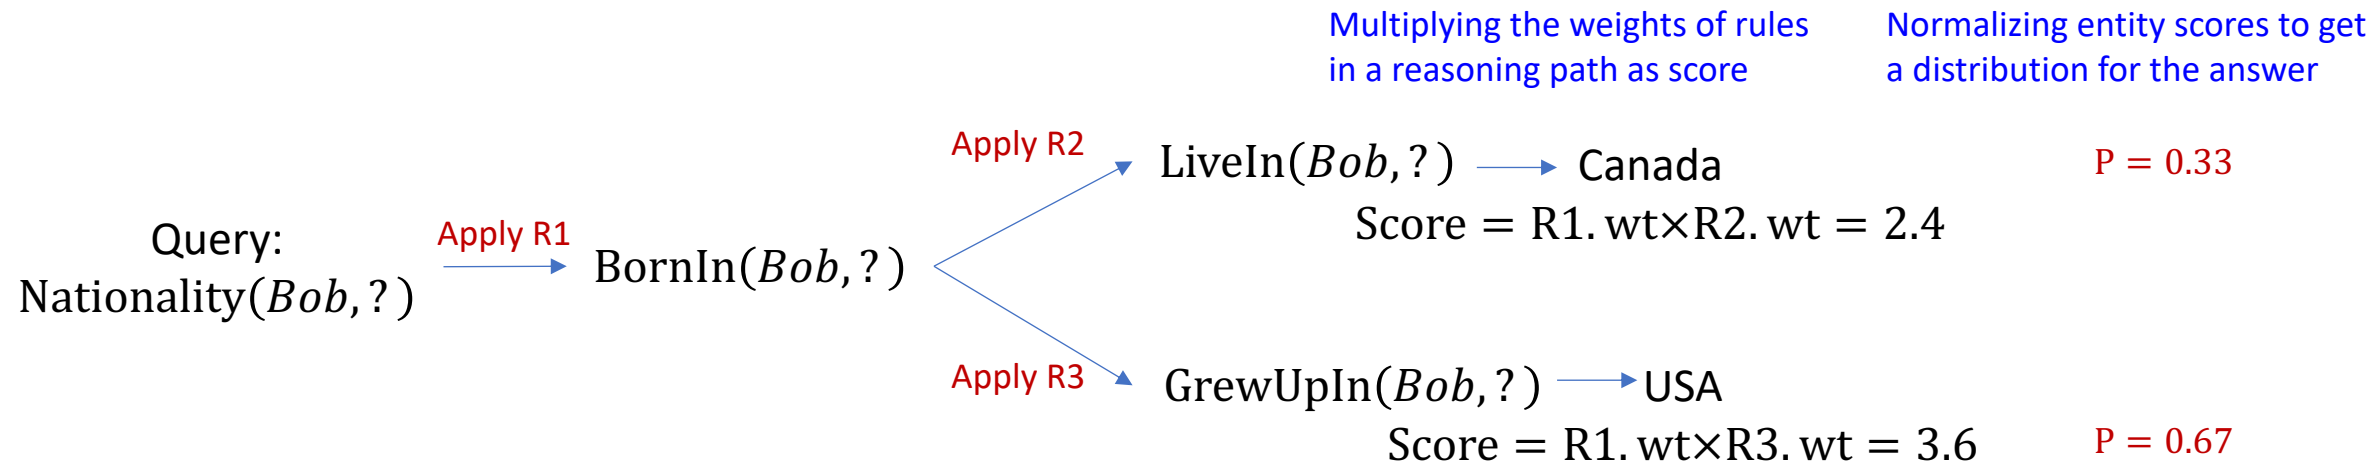 Multiplying the weights of rules
in a reasoning path as score
Normalizing entity scores to get
a distribution for the answer
Query:
Nationality(Bob, ? )
Apply R1
BornIn(Bob, ? )
Apply R2
LiveIn(Bob, ? )
Canada
Score = R1. wt×R2. wt = 2.4
P = 0.33
Apply R3
GrewUpIn(Bob, ? )
USA
Score = R1. wt×R3. wt = 3.6
P = 0.67